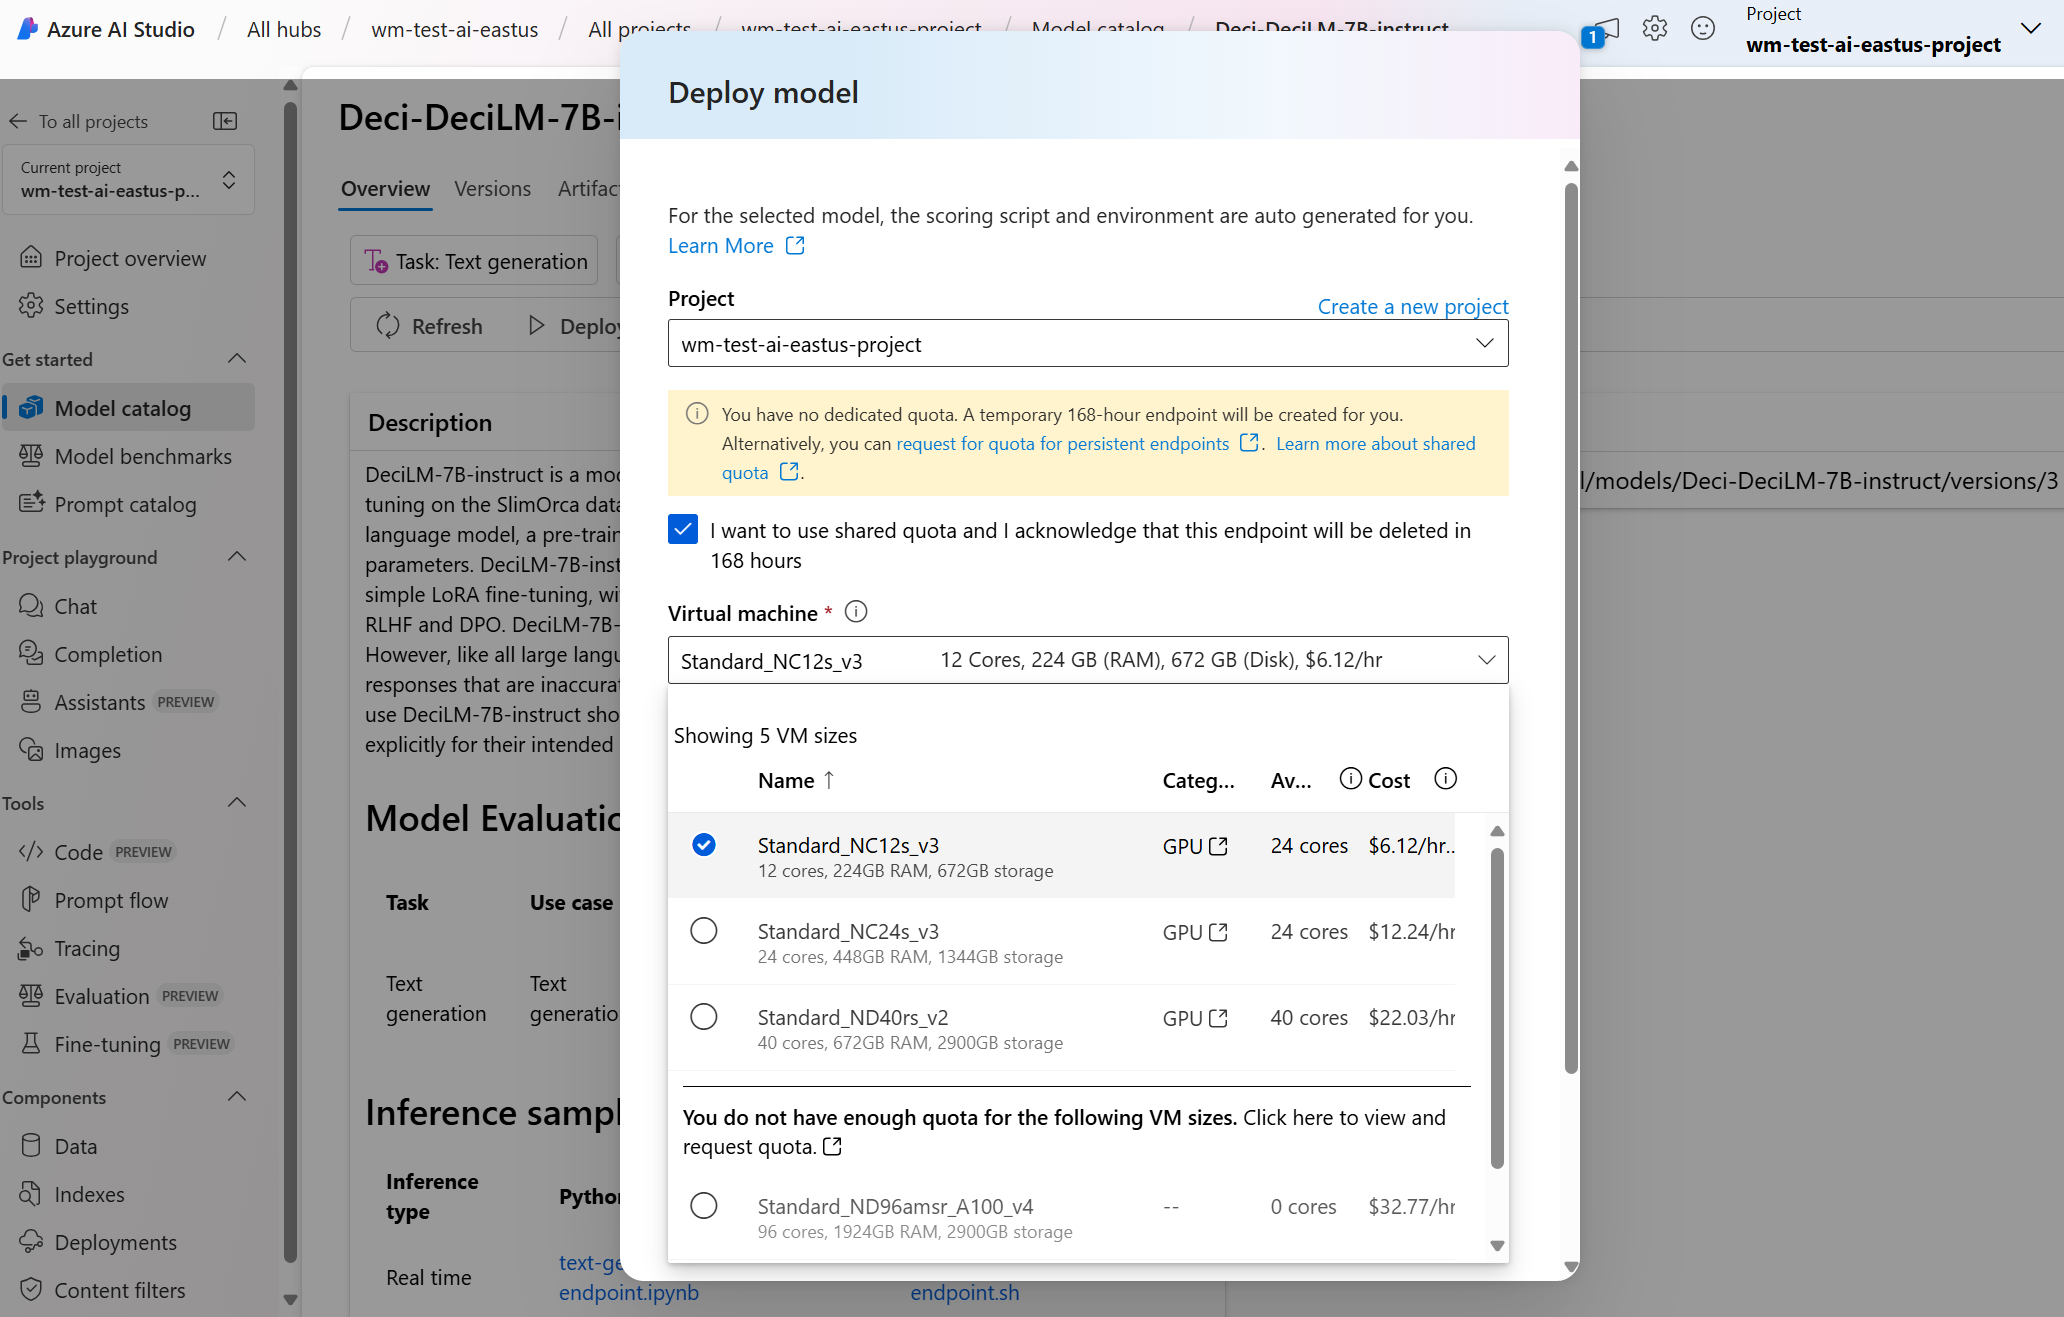 Azure AI Studio / All hubs / wm-test-ai-eastus / All projects / wm-test-ai-eastus-project / Model catalog / Deci-DeciLM-7B-instruct
1
Project
wm-test-ai-eastus-project
To all projects
Current project
wm-test-ai-eastus-p...
Project overview
Settings
Get started
Model catalog
Model benchmarks
Prompt catalog
Project playground
Chat
Completion
Assistants PREVIEW
Images
Tools
Code PREVIEW
Prompt flow
Tracing
Evaluation PREVIEW
Fine-tuning PREVIEW
Components
Data
Indexes
Deployments
Content filters
Deci-DeciLM-7B-i
Overview Versions Artifac
Task: Text generation
Refresh Deploy
Description
DeciLM-7B-instruct is a mod
tuning on the SlimOrca data
language model, a pre-train
parameters. DeciLM-7B-inst
simple LoRA fine-tuning, wi
RLHF and DPO. DeciLM-7B-
However, like all large langu
responses that are inaccurat
use DeciLM-7B-instruct sho
explicitly for their intended
Model Evaluatio
Task Use case
Text
generation
Text
generatio
Inference sampl
Inference
type
Python
Real time
text-ge
endpoint.ipynb
endpoint.sh
l/models/Deci-DeciLM-7B-instruct/versions/3
Deploy model
For the selected model, the scoring script and environment are auto generated for you.
Learn More
Project
Create a new project
wm-test-ai-eastus-project
You have no dedicated quota. A temporary 168-hour endpoint will be created for you.
Alternatively, you can request for quota for persistent endpoints . Learn more about shared
quota .
I want to use shared quota and I acknowledge that this endpoint will be deleted in
168 hours
Virtual machine *
Standard_NC12s_v3 12 Cores, 224 GB (RAM), 672 GB (Disk), $6.12/hr
Showing 5 VM sizes
Name ↑ Categ... Av... Cost
Standard_NC12s_v3 GPU 24 cores $6.12/hr..
12 cores, 224GB RAM, 672GB storage
Standard_NC24s_v3 GPU 24 cores $12.24/hr
24 cores, 448GB RAM, 1344GB storage
Standard_ND40rs_v2 GPU 40 cores $22.03/hr
40 cores, 672GB RAM, 2900GB storage
You do not have enough quota for the following VM sizes. Click here to view and
request quota.
Standard_ND96amsr_A100_v4 -- 0 cores $32.77/hr
96 cores, 1924GB RAM, 2900GB storage